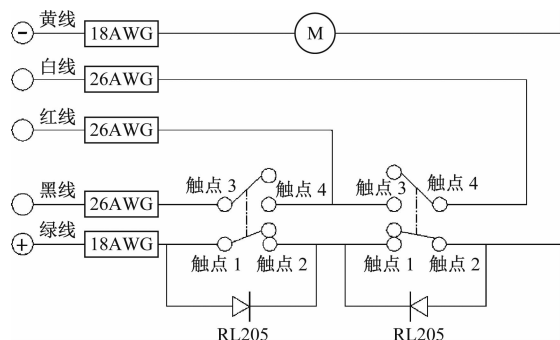 黄线 18AWG M
白线 26AWG
红线 26AWG
黑线 26AWG 触点 3 触点 4 触点 3 触点 4
绿线 18AWG 触点 1 触点 2 触点 1 触点 2
RL205 RL205